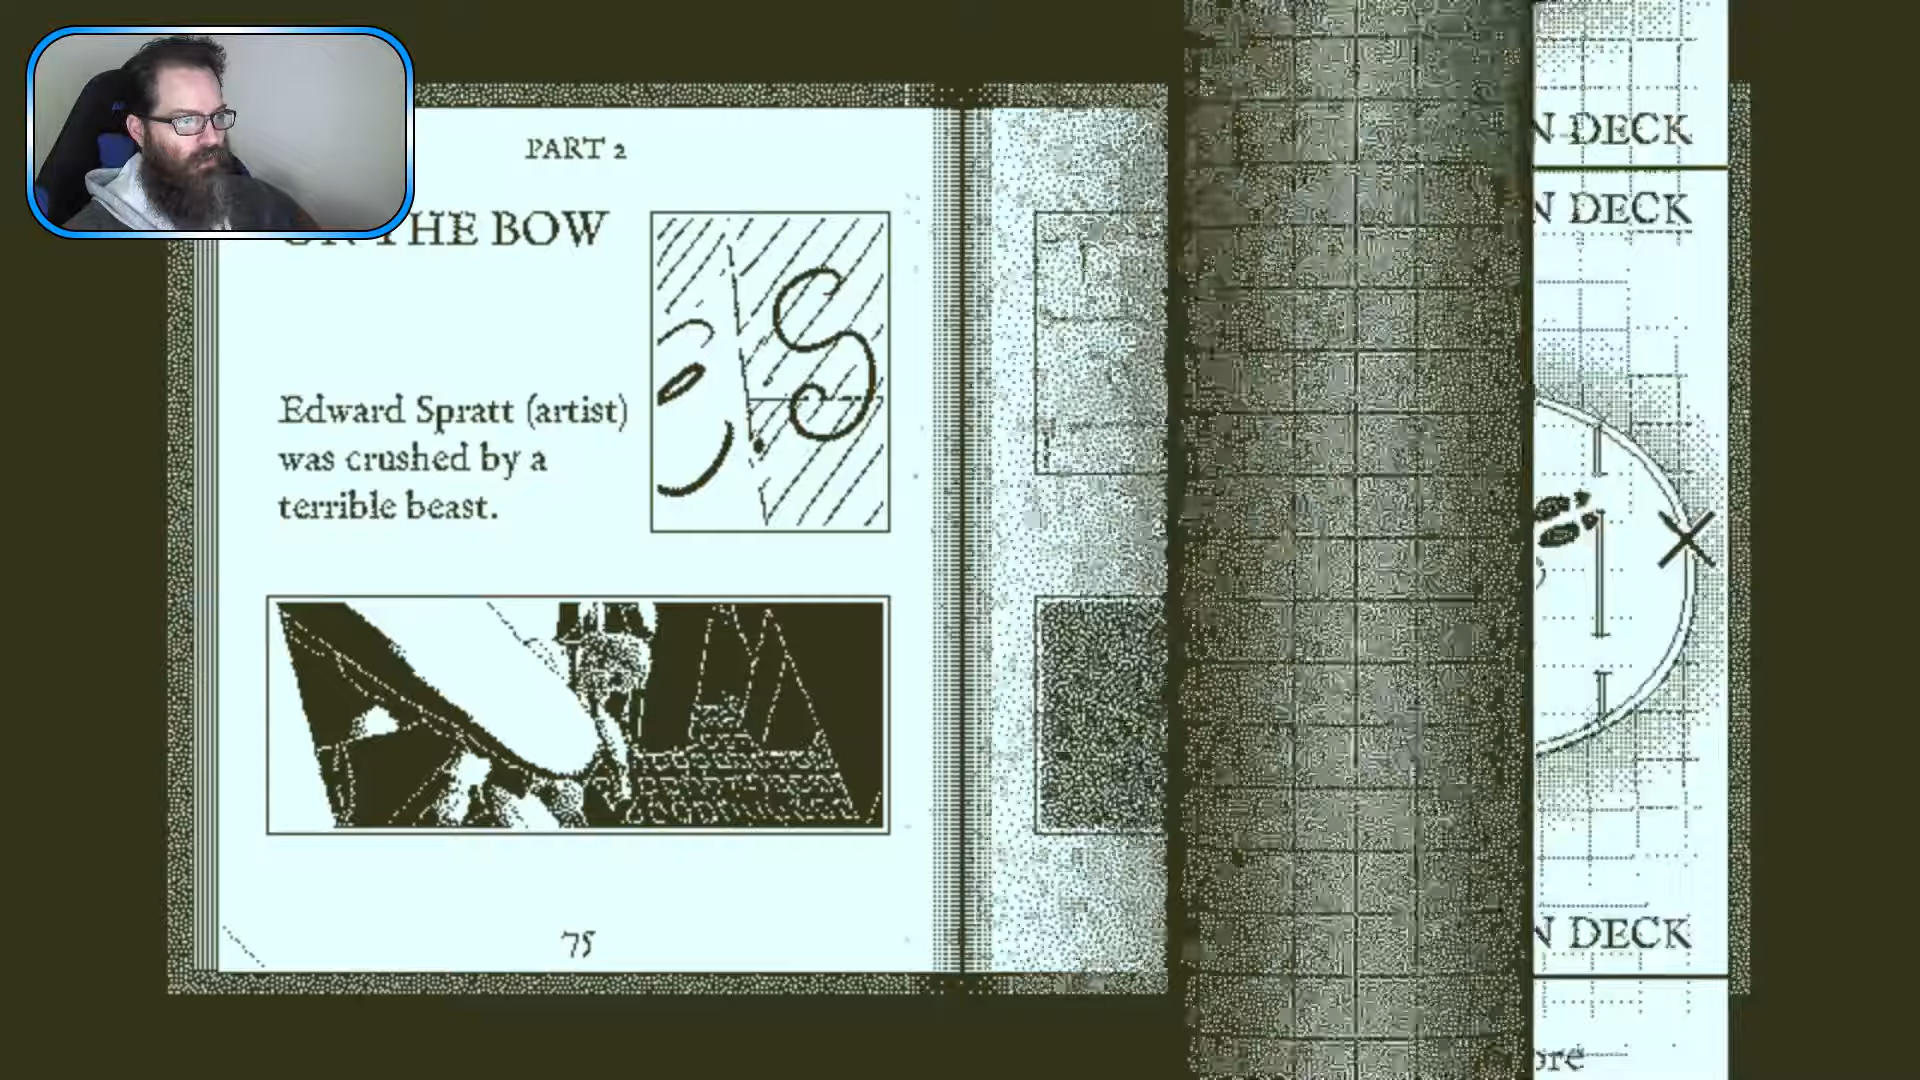 PART 2
THE BOW
Edward Spratt (artist)
was crushed by a
terrible beast.
75
N DECK
N DECK
N DECK